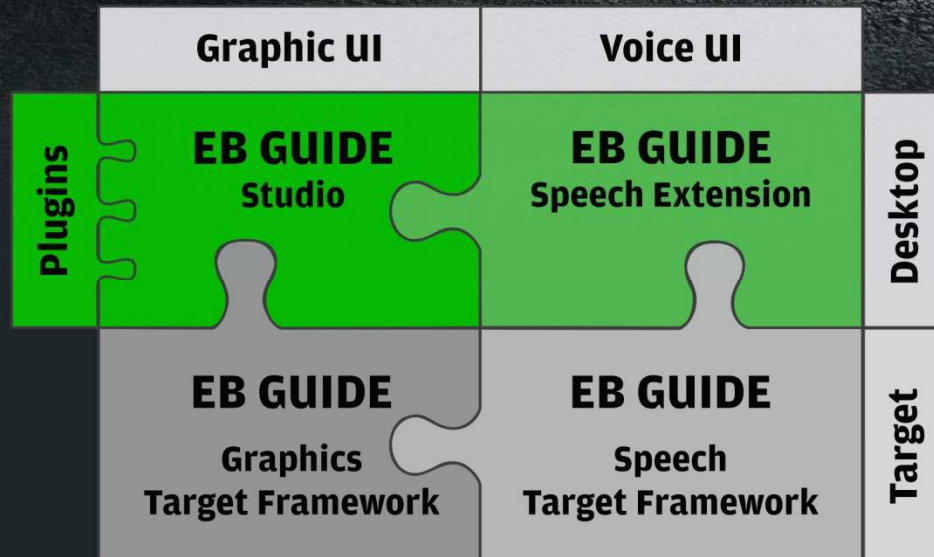 Graphic UI
Voice UI
Plugins
EB GUIDE
Studio
EB GUIDE
Speech Extension
Desktop
EB GUIDE
Graphics
Target Framework
EB GUIDE
Speech
Target Framework
Target